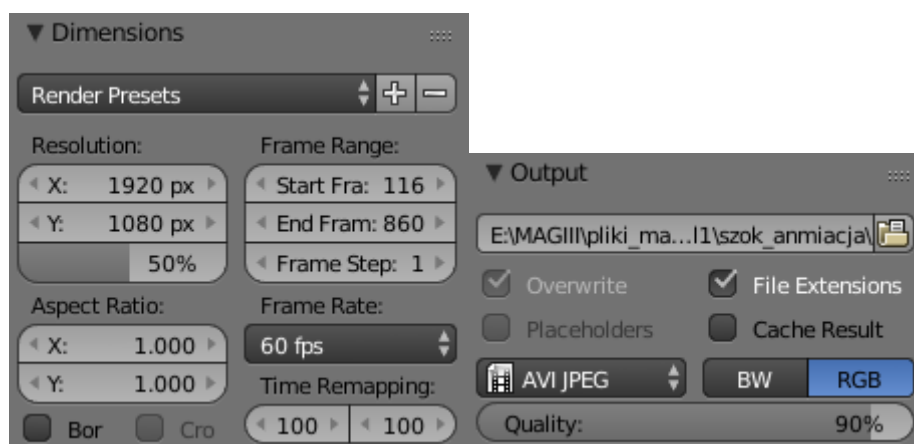 Dimensions
Render Presets
Resolution:
X: 1920 px
Y: 1080 px
50%
Aspect Ratio:
X: 1.000
Y: 1.000
Bor Cro
Frame Range:
Start Fra: 116
End Fram: 860
Frame Step: 1
Frame Rate:
60 fps
Time Remapping:
100 100
Output
E:\MAGIII\pliki_ma...l1\szok_anmiacja\
Overwrite File Extensions
Placeholders Cache Result
AVI JPEG BW RGB
Quality: 90%